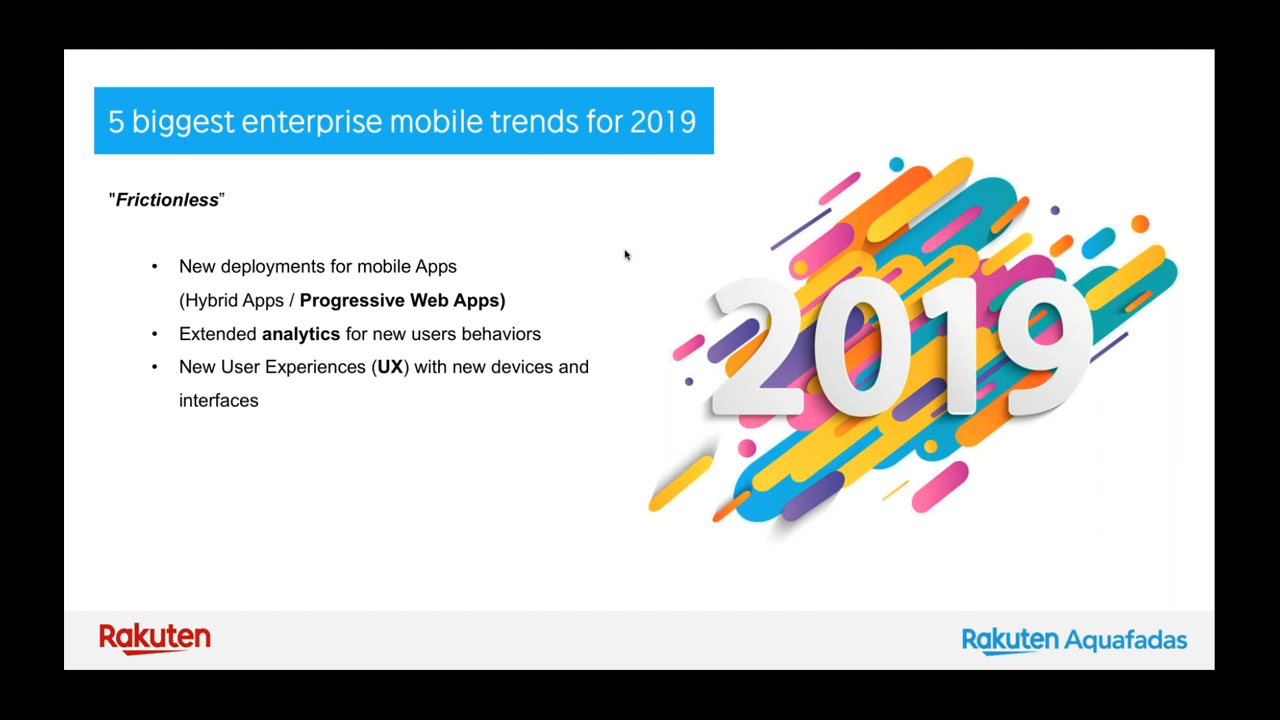 5 biggest enterprise mobile trends for 2019
"Frictionless”
• New deployments for mobile Apps
(Hybrid Apps / Progressive Web Apps)
• Extended analytics for new users behaviors
• New User Experiences (UX) with new devices and
interfaces
2019
Rakuten
Rakuten Aquafadas